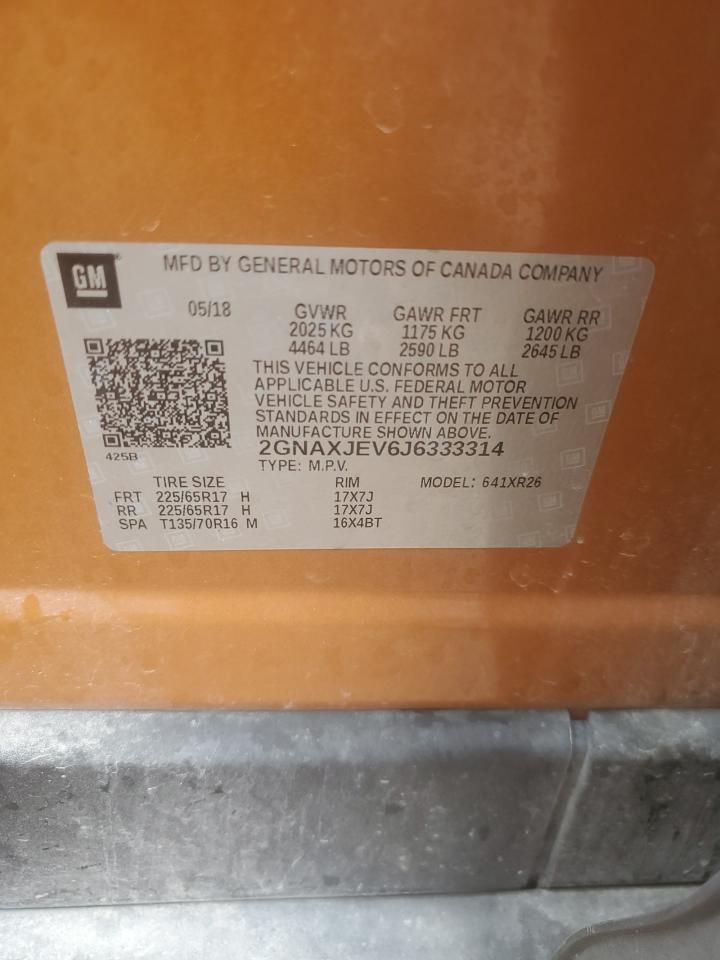 GM
MFD BY GENERAL MOTORS OF CANADA COMPANY
05/18 GVWR GAWR FRT GAWR RR
2025 KG 1175 KG 1200 KG
4464 LB 2590 LB 2645 LB
THIS VEHICLE CONFORMS TO ALL
APPLICABLE U.S. FEDERAL MOTOR
VEHICLE SAFETY AND THEFT PREVENTION
STANDARDS IN EFFECT ON THE DATE OF
MANUFACTURE SHOWN ABOVE.
425B 2GNAXJEV6J6333314
TYPE: M.P.V.
TIRE SIZE RIM MODEL: 641XR26
FRT 225/65R17 H 17X7J
RR 225/65R17 H 17X7J
SPA T135/70R16 M 16X4BT